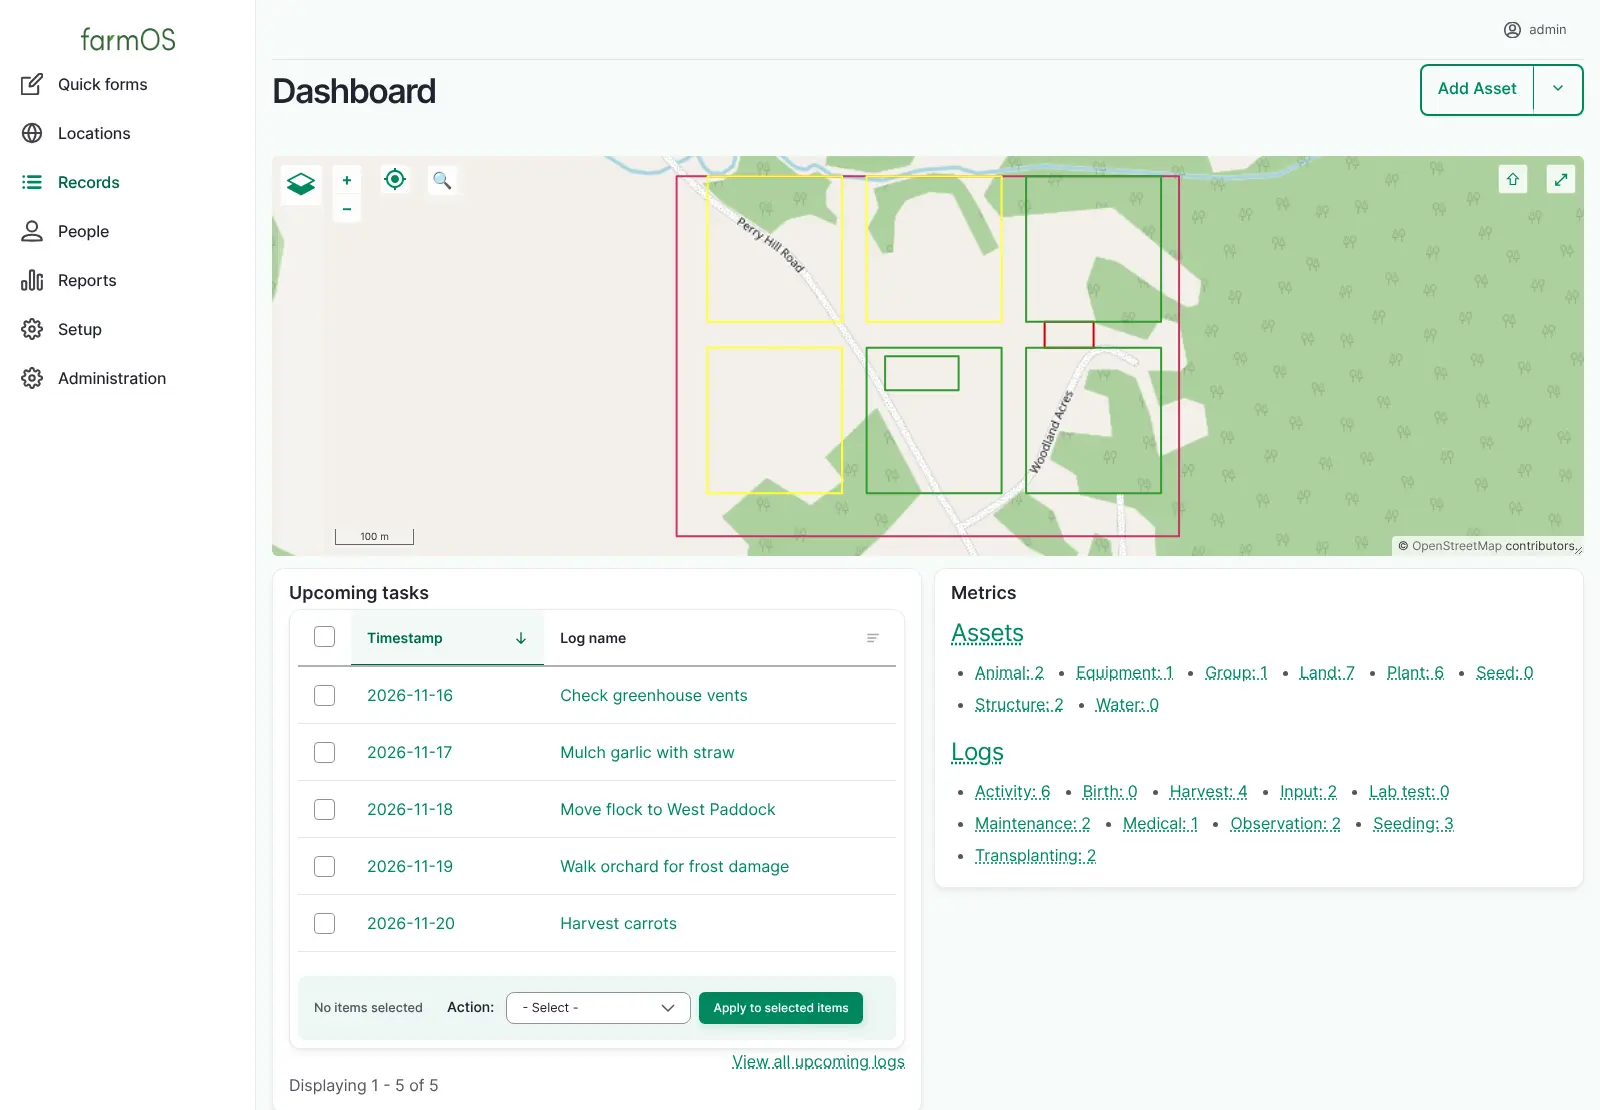 farmOS
Quick forms
Locations
Records
People
Reports
Setup
Administration
admin
Dashboard
Add Asset
+
−
Perry Hill Road
Woodland Acres
100 m
© OpenStreetMap contributors.
Upcoming tasks
Timestamp Log name
2026-11-16 Check greenhouse vents
2026-11-17 Mulch garlic with straw
2026-11-18 Move flock to West Paddock
2026-11-19 Walk orchard for frost damage
2026-11-20 Harvest carrots
No items selected Action: - Select - Apply to selected items
View all upcoming logs
Displaying 1 - 5 of 5
Metrics
Assets
• Animal: 2 • Equipment: 1 • Group: 1 • Land: 7 • Plant: 6 • Seed: 0
• Structure: 2 • Water: 0
Logs
• Activity: 6 • Birth: 0 • Harvest: 4 • Input: 2 • Lab test: 0
• Maintenance: 2 • Medical: 1 • Observation: 2 • Seeding: 3
• Transplanting: 2